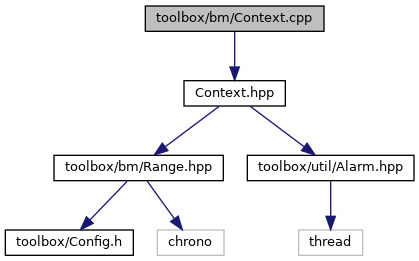 toolbox/bm/Context.cpp
Context.hpp
toolbox/bm/Range.hpp
toolbox/util/Alarm.hpp
toolbox/Config.h
chrono
thread